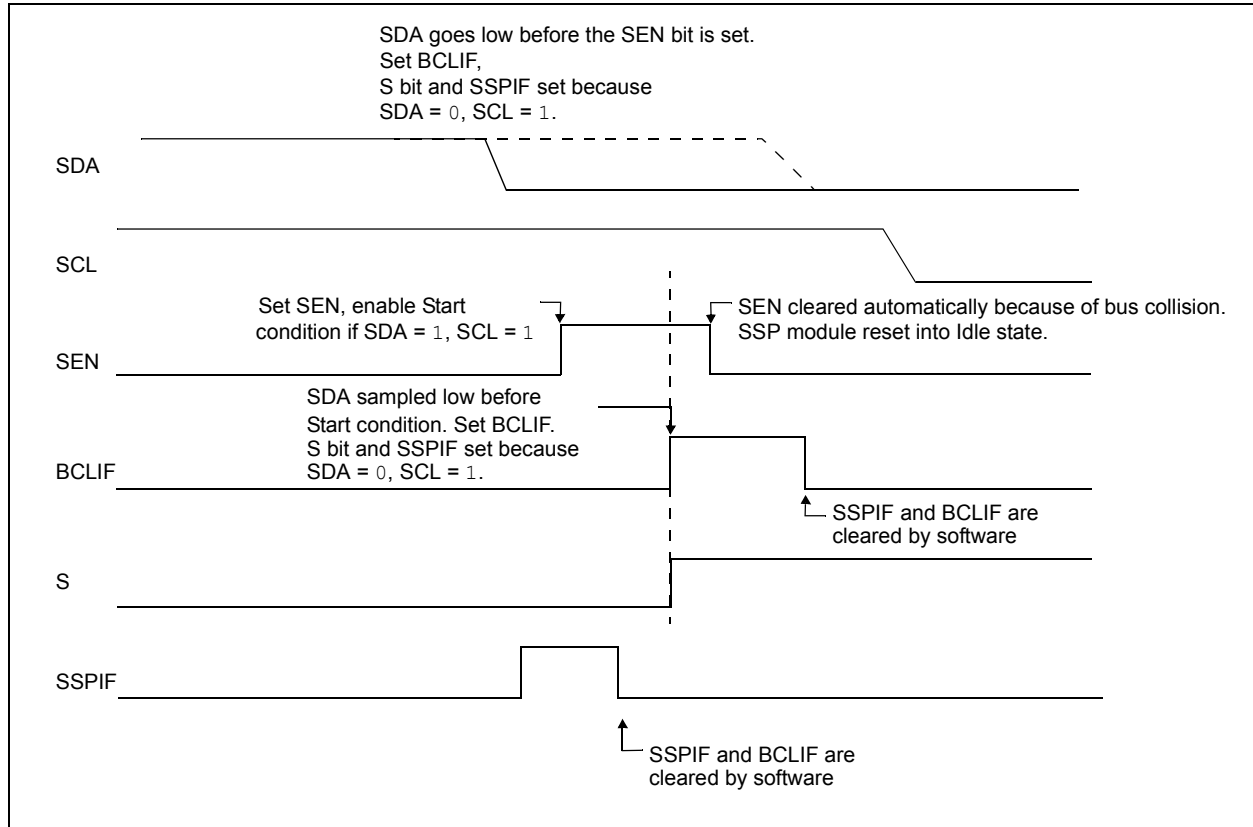 SDA goes low before the SEN bit is set.
Set BCLIF,
S bit and SSPIF set because
SDA = 0, SCL = 1.
SDA
SCL
Set SEN, enable Start
condition if SDA = 1, SCL = 1
SEN cleared automatically because of bus collision.
SSP module reset into Idle state.
SEN
SDA sampled low before
Start condition. Set BCLIF.
S bit and SSPIF set because
SDA = 0, SCL = 1.
BCLIF
SSPIF and BCLIF are
cleared by software
S
SSPIF
SSPIF and BCLIF are
cleared by software